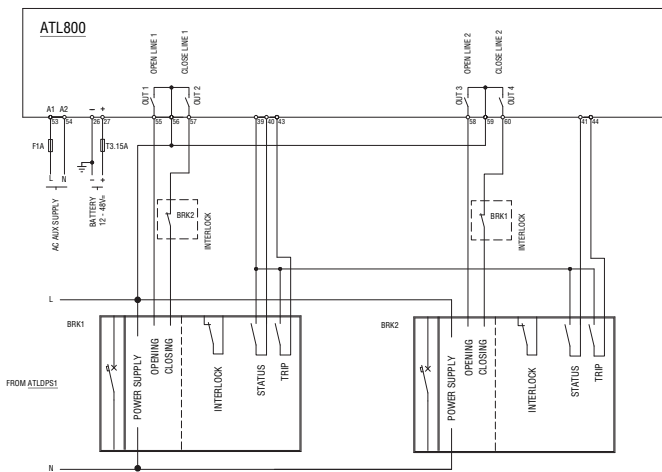 ATL800
OPEN LINE 1
CLOSE LINE 1
OPEN LINE 2
CLOSE LINE 2
OUT 1
OUT 2
OUT 3
OUT 4
A1 A2 - +
53 54 26 27 55 56 57 39 40 43 58 59 60 41 44
F1A
T3.15A
L N - +
AC AUX SUPPLY
BATTERY
12 - 48V=
BRK2
INTERLOCK
BRK1
INTERLOCK
L
BRK1
POWER SUPPLY
OPENING
CLOSING
INTERLOCK
STATUS
TRIP
BRK2
POWER SUPPLY
OPENING
CLOSING
INTERLOCK
STATUS
TRIP
FROM ATLDPS1
N